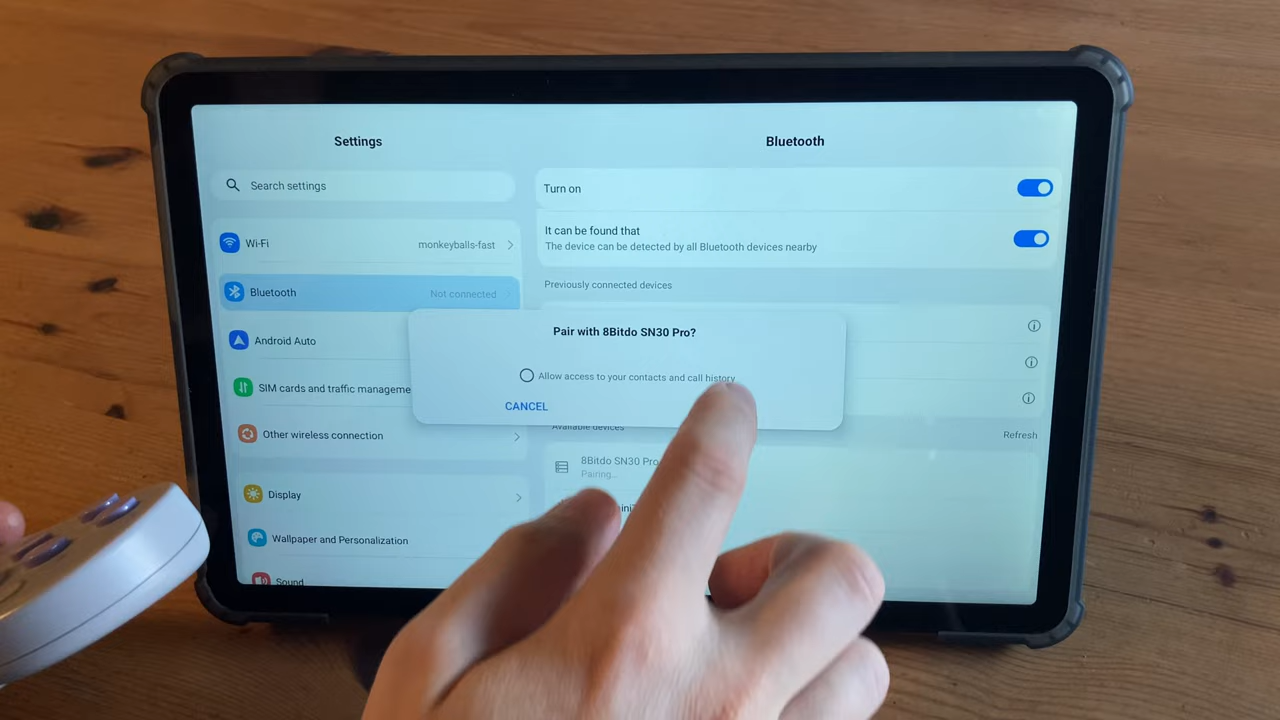 Settings
Search settings
Wi-Fi
monkeyballs-fast
Bluetooth
Not connected
Android Auto
SIM cards and traffic manageme
Other wireless connection
Display
Wallpaper and Personalization
Sound
Bluetooth
Turn on
It can be found that
The device can be detected by all Bluetooth devices nearby
Previously connected devices
Pair with 8Bitdo SN30 Pro?
Allow access to your contacts and call history
CANCEL
Available devices
Refresh
8Bitdo SN30 Pro
Pairing...